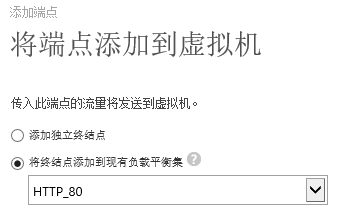 添加端点
将端点添加到虚拟机
传入此端点的流量将发送到虚拟机。
添加独立终结点
将终结点添加到现有负载平衡集 ?
HTTP_80